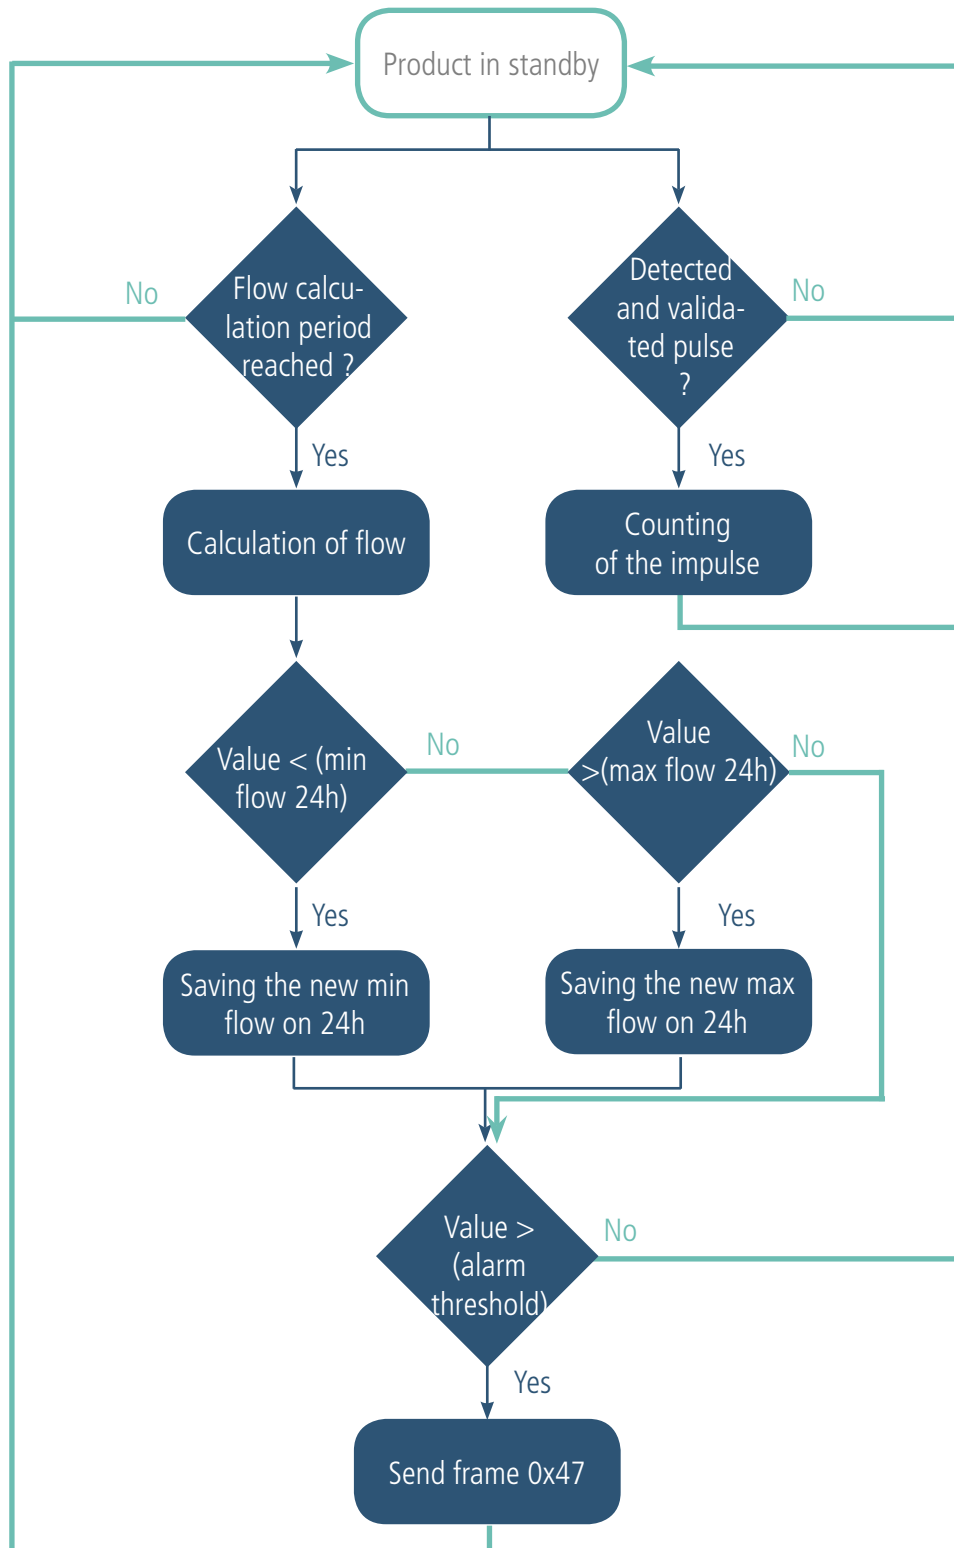 Product in standby
No
Flow calcu-
lation period
reached ?
Detected
and valida-
ted pulse
?
No
Yes
Yes
Calculation of flow
Counting
of the impulse
Value < (min
flow 24h)
No
Value
>(max flow 24h)
No
Yes
Yes
Saving the new min
flow on 24h
Saving the new max
flow on 24h
Value >
(alarm
threshold)
No
Yes
Send frame 0x47